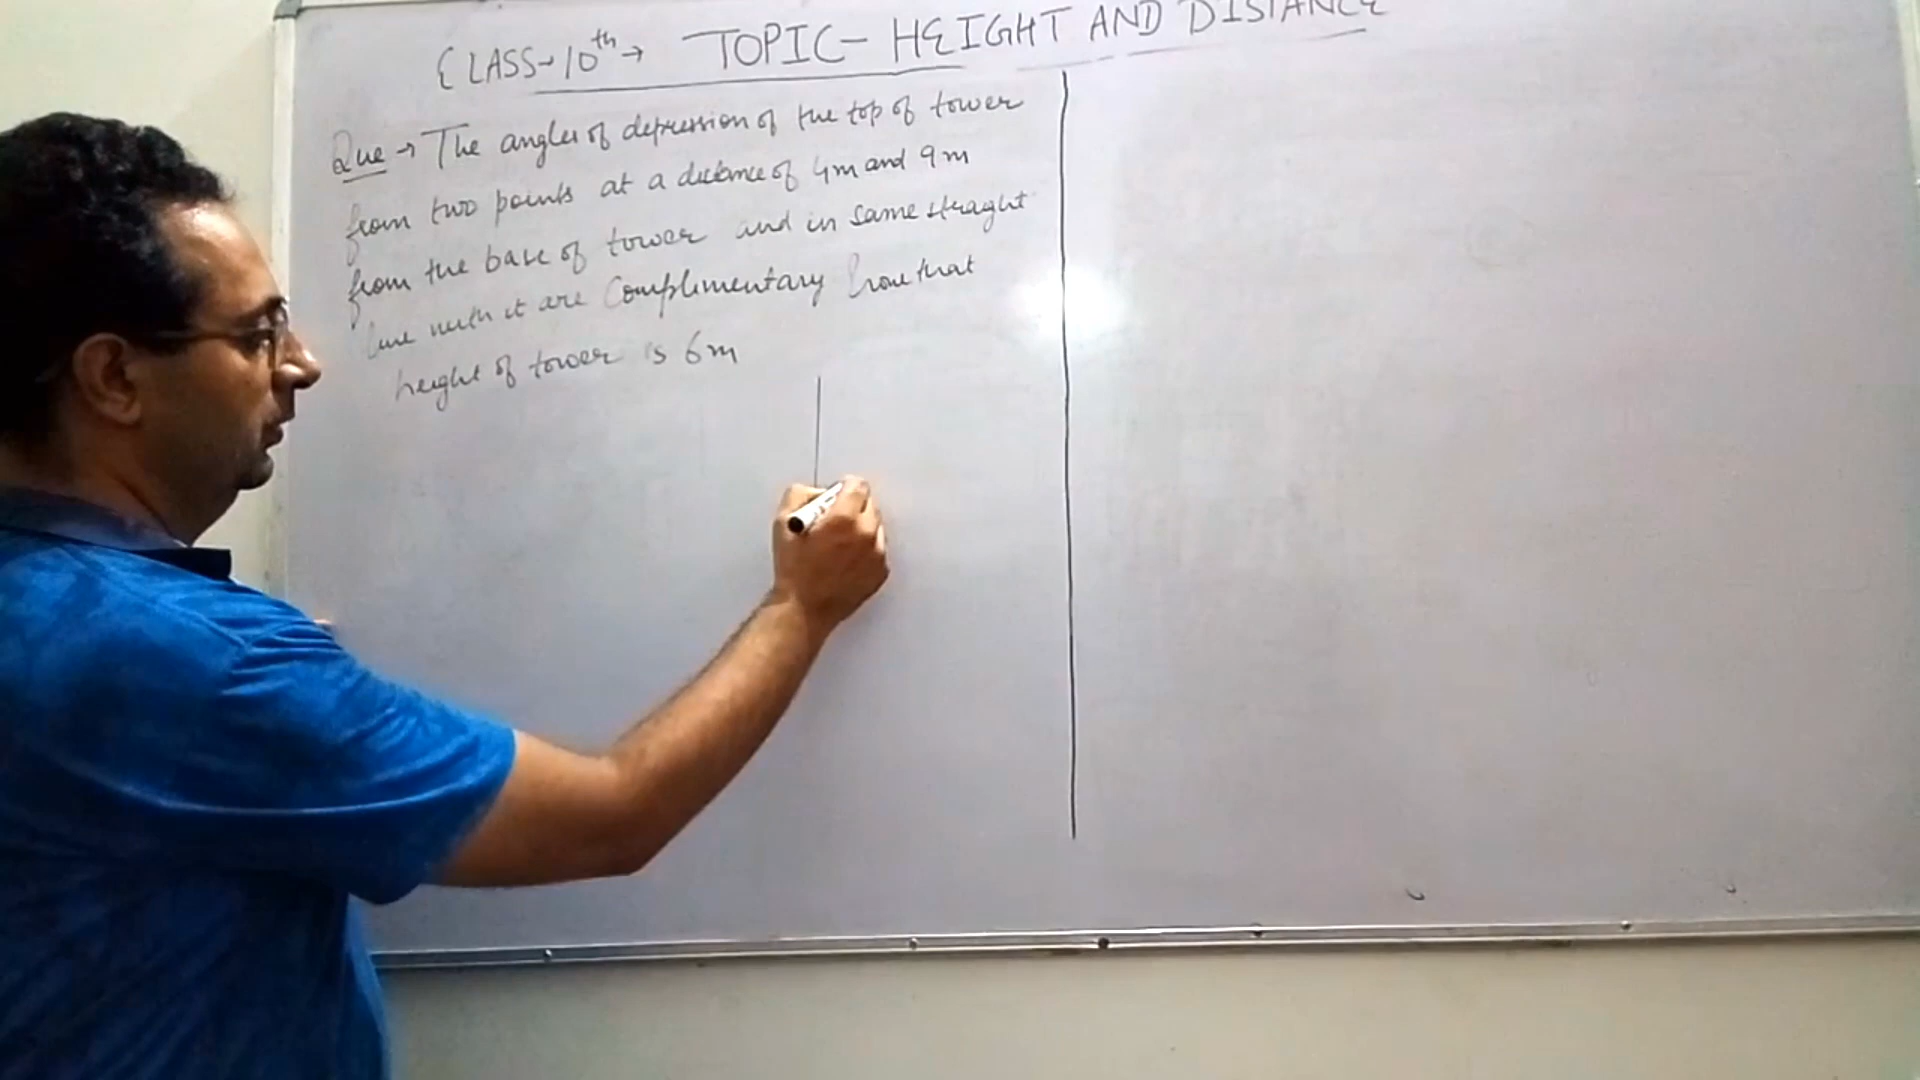 CLASS→10th→ TOPIC- HEIGHT AND DISTANCE
Que → The angles of depression of the top of tower
from two points at a distance of 4m and 9m
from the base of tower and in same straght
line with it are Complimentary Prove that
height of tower is 6m